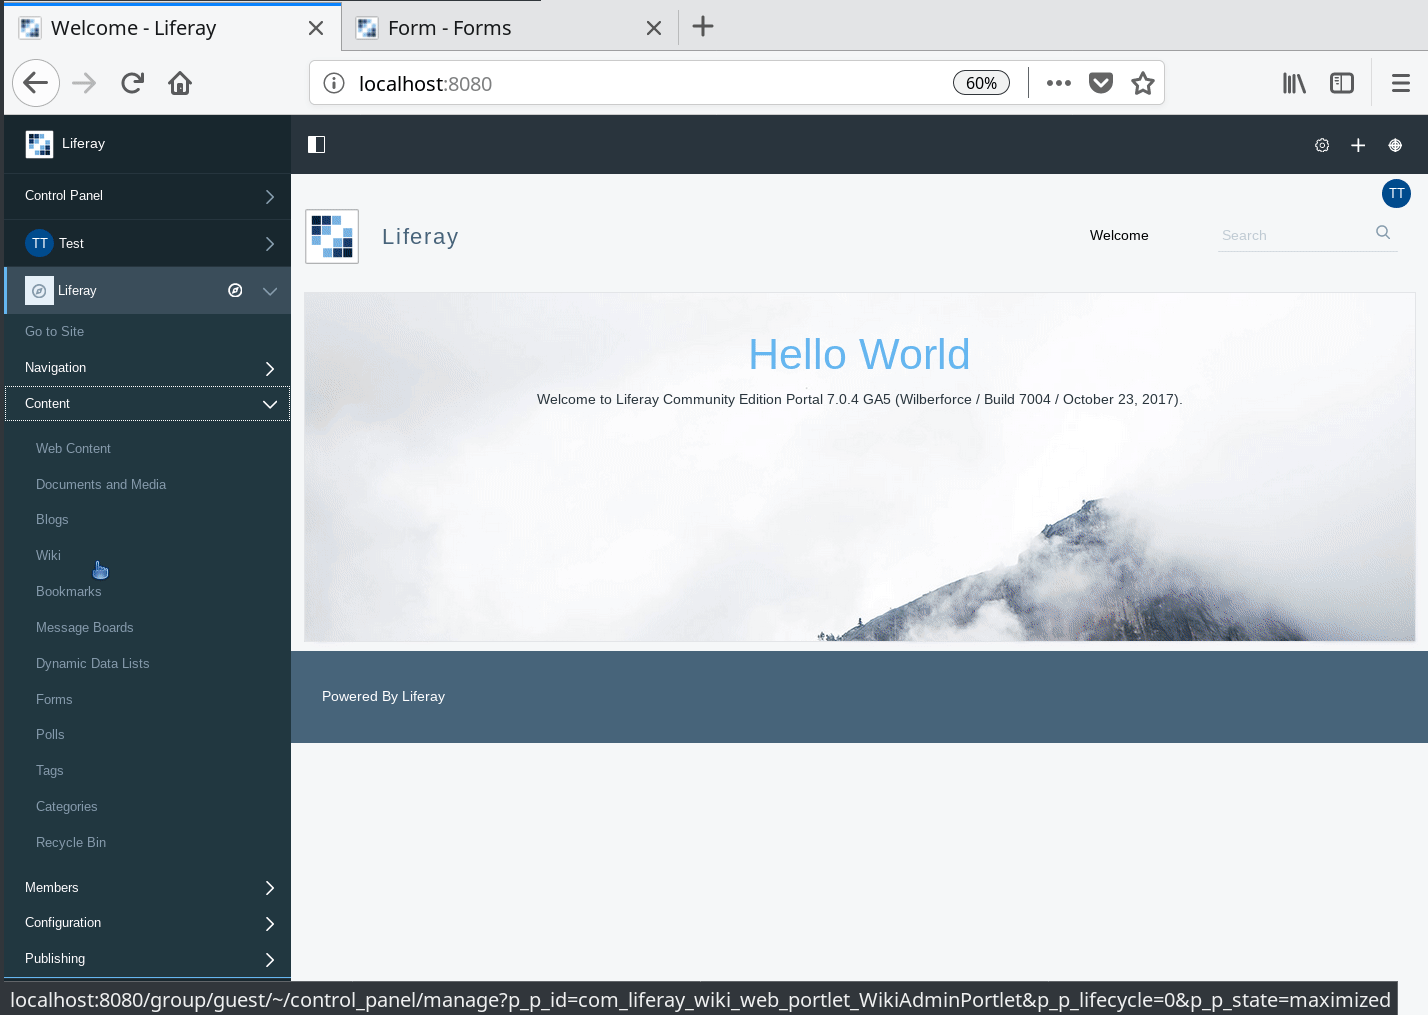 Welcome - Liferay
Form - Forms
localhost:8080
60%
Liferay
Control Panel
TT Test
Liferay
Go to Site
Navigation
Content
Web Content
Documents and Media
Blogs
Wiki
Bookmarks
Message Boards
Dynamic Data Lists
Forms
Polls
Tags
Categories
Recycle Bin
Members
Configuration
Publishing
TT
Liferay
Welcome
Search
Hello World
Welcome to Liferay Community Edition Portal 7.0.4 GA5 (Wilberforce / Build 7004 / October 23, 2017).
Powered By Liferay
localhost:8080/group/guest/~/control_panel/manage?p_p_id=com_liferay_wiki_web_portlet_WikiAdminPortlet&p_p_lifecycle=0&p_p_state=maximized